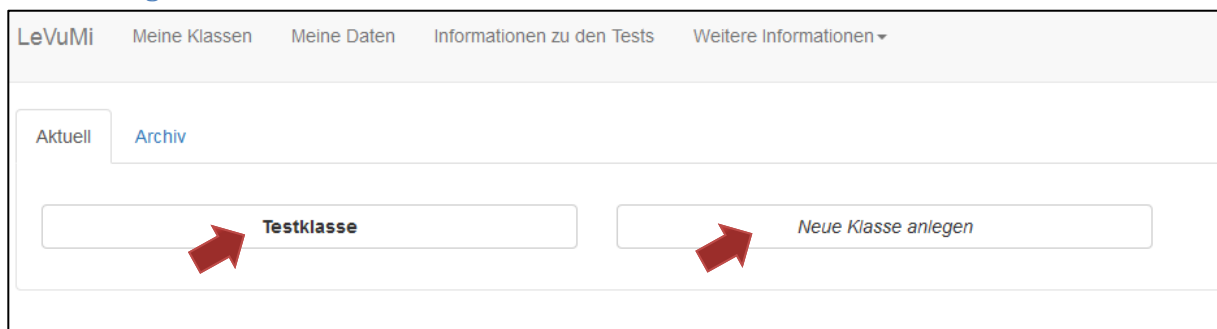 LeVuMi Meine Klassen Meine Daten Informationen zu den Tests Weitere Informationen
Aktuell Archiv
Testklasse Neue Klasse anlegen